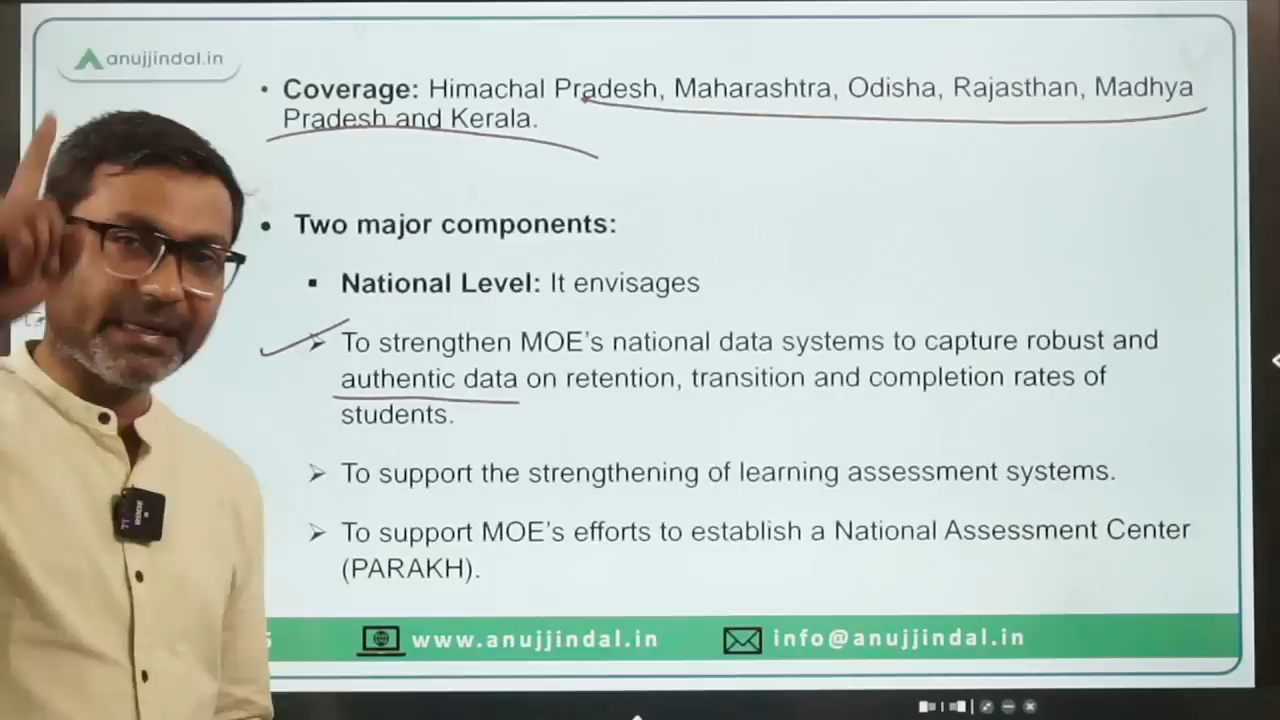 anujjindal.in
• Coverage: Himachal Pradesh, Maharashtra, Odisha, Rajasthan, Madhya
Pradesh and Kerala.
• Two major components:
▪ National Level: It envisages
➢ To strengthen MOE’s national data systems to capture robust and
authentic data on retention, transition and completion rates of
students.
➢ To support the strengthening of learning assessment systems.
➢ To support MOE’s efforts to establish a National Assessment Center
(PARAKH).
www.anujjindal.in
info@anujjindal.in